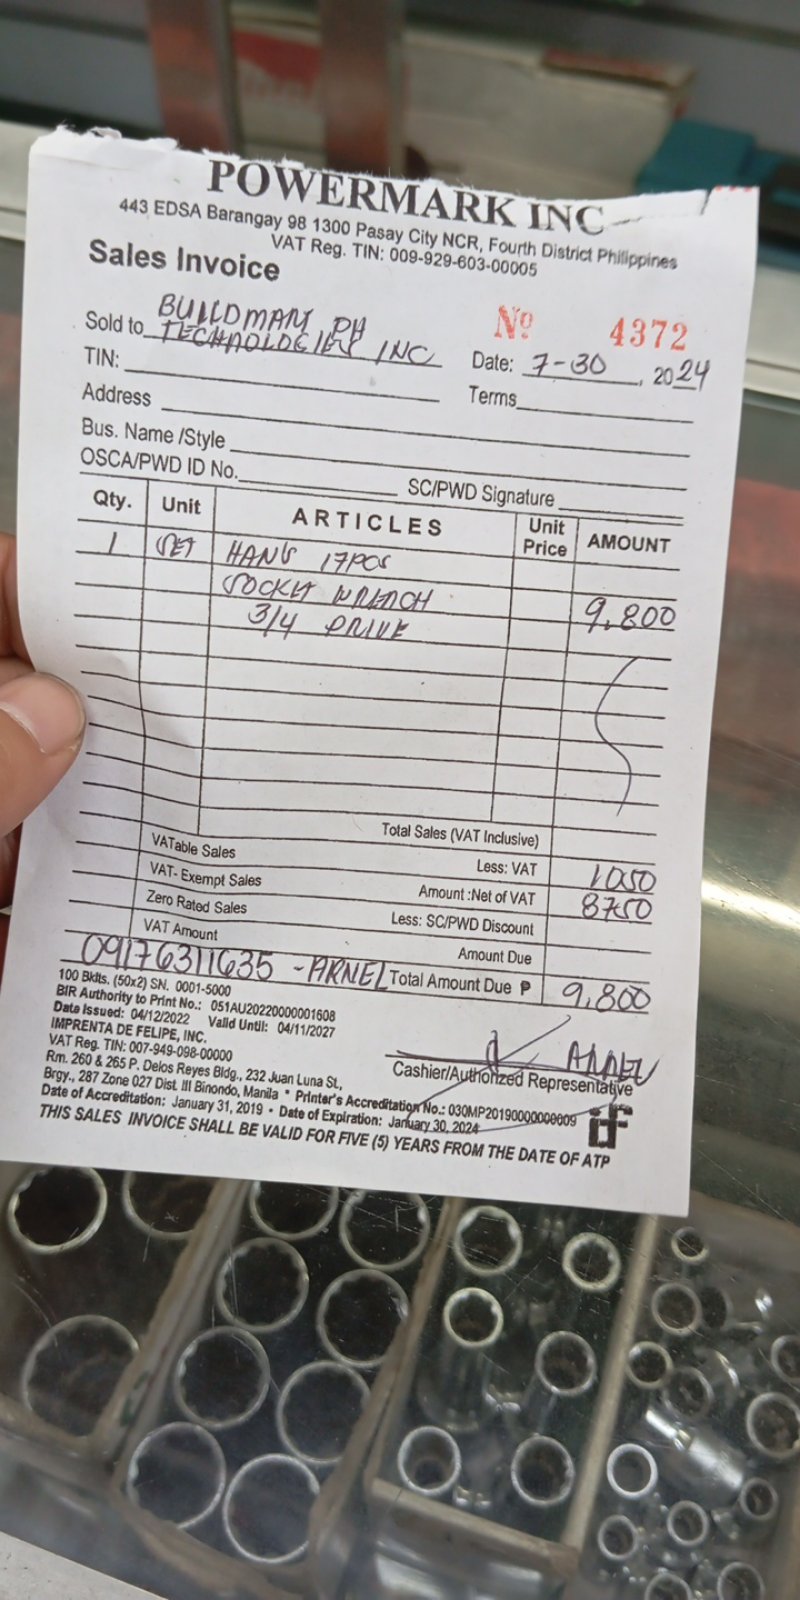 POWERMARK INC
443 EDSA Barangay 98 1300 Pasay City NCR, Fourth District Philippines
VAT Reg. TIN: 009-929-603-00005
Sales Invoice
Nº 4372
Sold to BUILDMART PH
TECHNOLOGIES INC
Date: 7-30, 2024
TIN:
Terms
Address
Bus. Name /Style
OSCA/PWD ID No.
SC/PWD Signature
Qty. Unit ARTICLES Unit Price AMOUNT
1 SET HANS 17PCS
SOCKET WRENCH 9,800
3/4 DRIVE
Total Sales (VAT Inclusive)
VATable Sales Less: VAT 1050
VAT- Exempt Sales Amount :Net of VAT 8750
Zero Rated Sales Less: SC/PWD Discount
VAT Amount Amount Due
09176311635 - ARNEL Total Amount Due ₱ 9,800
100 Bklts. (50x2) SN. 0001-5000
BIR Authority to Print No.: 051AU20220000001608
Date Issued: 04/12/2022 Valid Until: 04/11/2027
IMPRENTA DE FELIPE, INC.
VAT Reg. TIN: 007-949-098-00000
Rm. 260 & 265 P. Delos Reyes Bldg., 232 Juan Luna St.,
Brgy., 287 Zone 027 Dist. III Binondo, Manila * Printer's Accreditation No.: 030MP20190000000009
Date of Accreditation: January 31, 2019 • Date of Expiration: January 30, 2024
THIS SALES INVOICE SHALL BE VALID FOR FIVE (5) YEARS FROM THE DATE OF ATP
ARNEL
Cashier/Authorized Representative